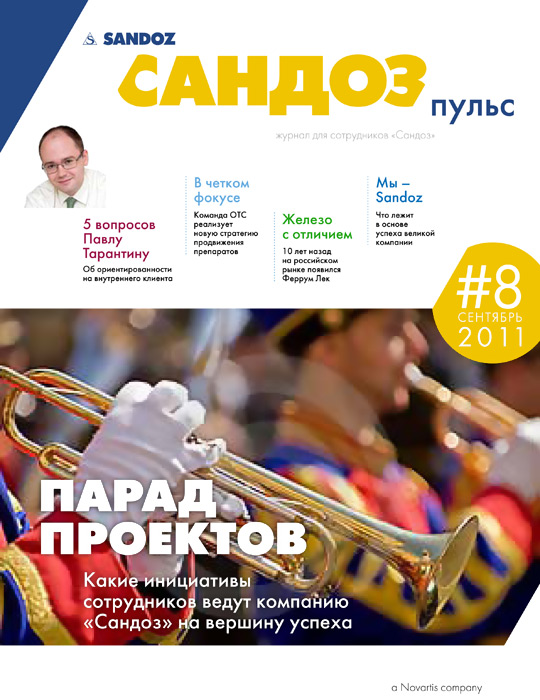 SANDOZ
САНДОЗ
пульс
журнал для сотрудников «Сандоз»
5 вопросов
Павлу
Тарантину
Об ориентированности
на внутреннего клиента
В четком
фокусе
Команда ОТС
реализует
новую стратегию
продвижения
препаратов
Железо
с отличием
10 лет назад
на российском
рынке появился
Феррум Лек
Мы –
Sandoz
Что лежит
в основе
успеха великой
компании
#8
СЕНТЯБРЬ
2011
ПАРАД
ПРОЕКТОВ
Какие инициативы
сотрудников ведут компанию
«Сандоз» на вершину успеха
a Novartis company